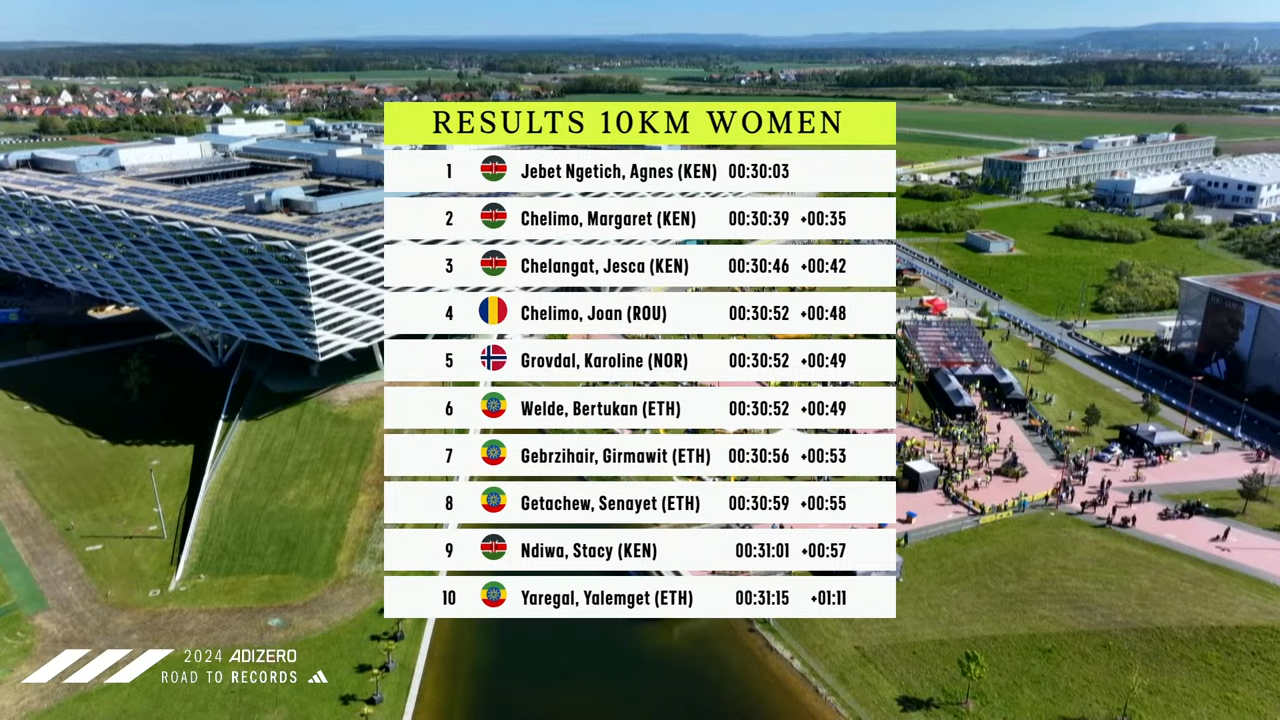 RESULTS 10KM WOMEN
1 Jebet Ngetich, Agnes (KEN) 00:30:03
2 Chelimo, Margaret (KEN) 00:30:39 +00:35
3 Chelangat, Jesca (KEN) 00:30:46 +00:42
4 Chelimo, Joan (ROU) 00:30:52 +00:48
5 Grovdal, Karoline (NOR) 00:30:52 +00:49
6 Welde, Bertukan (ETH) 00:30:52 +00:49
7 Gebrzihair, Girmawit (ETH) 00:30:56 +00:53
8 Getachew, Senayet (ETH) 00:30:59 +00:55
9 Ndiwa, Stacy (KEN) 00:31:01 +00:57
10 Yaregal, Yalemget (ETH) 00:31:15 +01:11
2024 ADIZERO
ROAD TO RECORDS